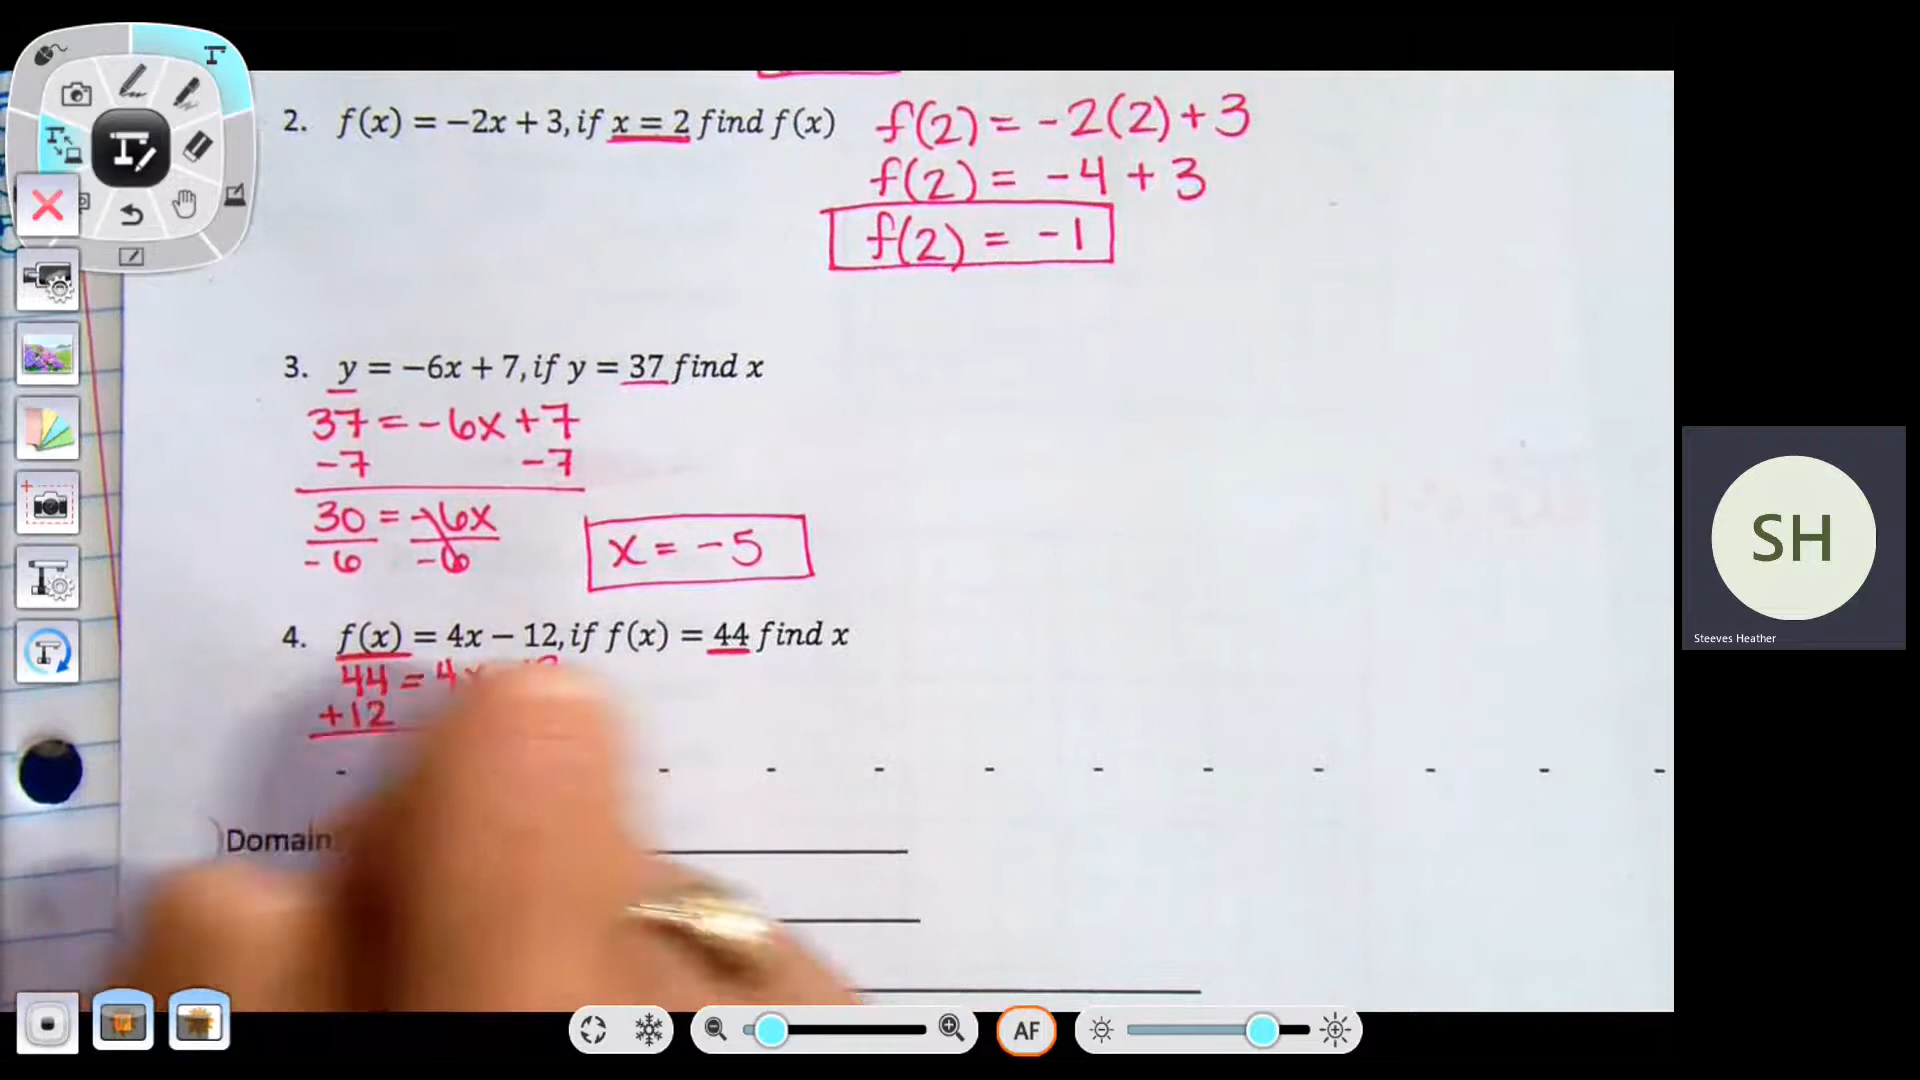 2. f(x) = −2x + 3, if x = 2 find f(x)
f(2) = -2(2)+3
f(2) = -4 + 3
f(2) = -1
3. y = −6x + 7, if y = 37 find x
37 = -6x +7
-7 -7
30 = -6x
-6 -6
x = -5
4. f(x) = 4x − 12, if f(x) = 44 find x
44 = 4x
+12
Domain
SH
Steeves Heather
AF